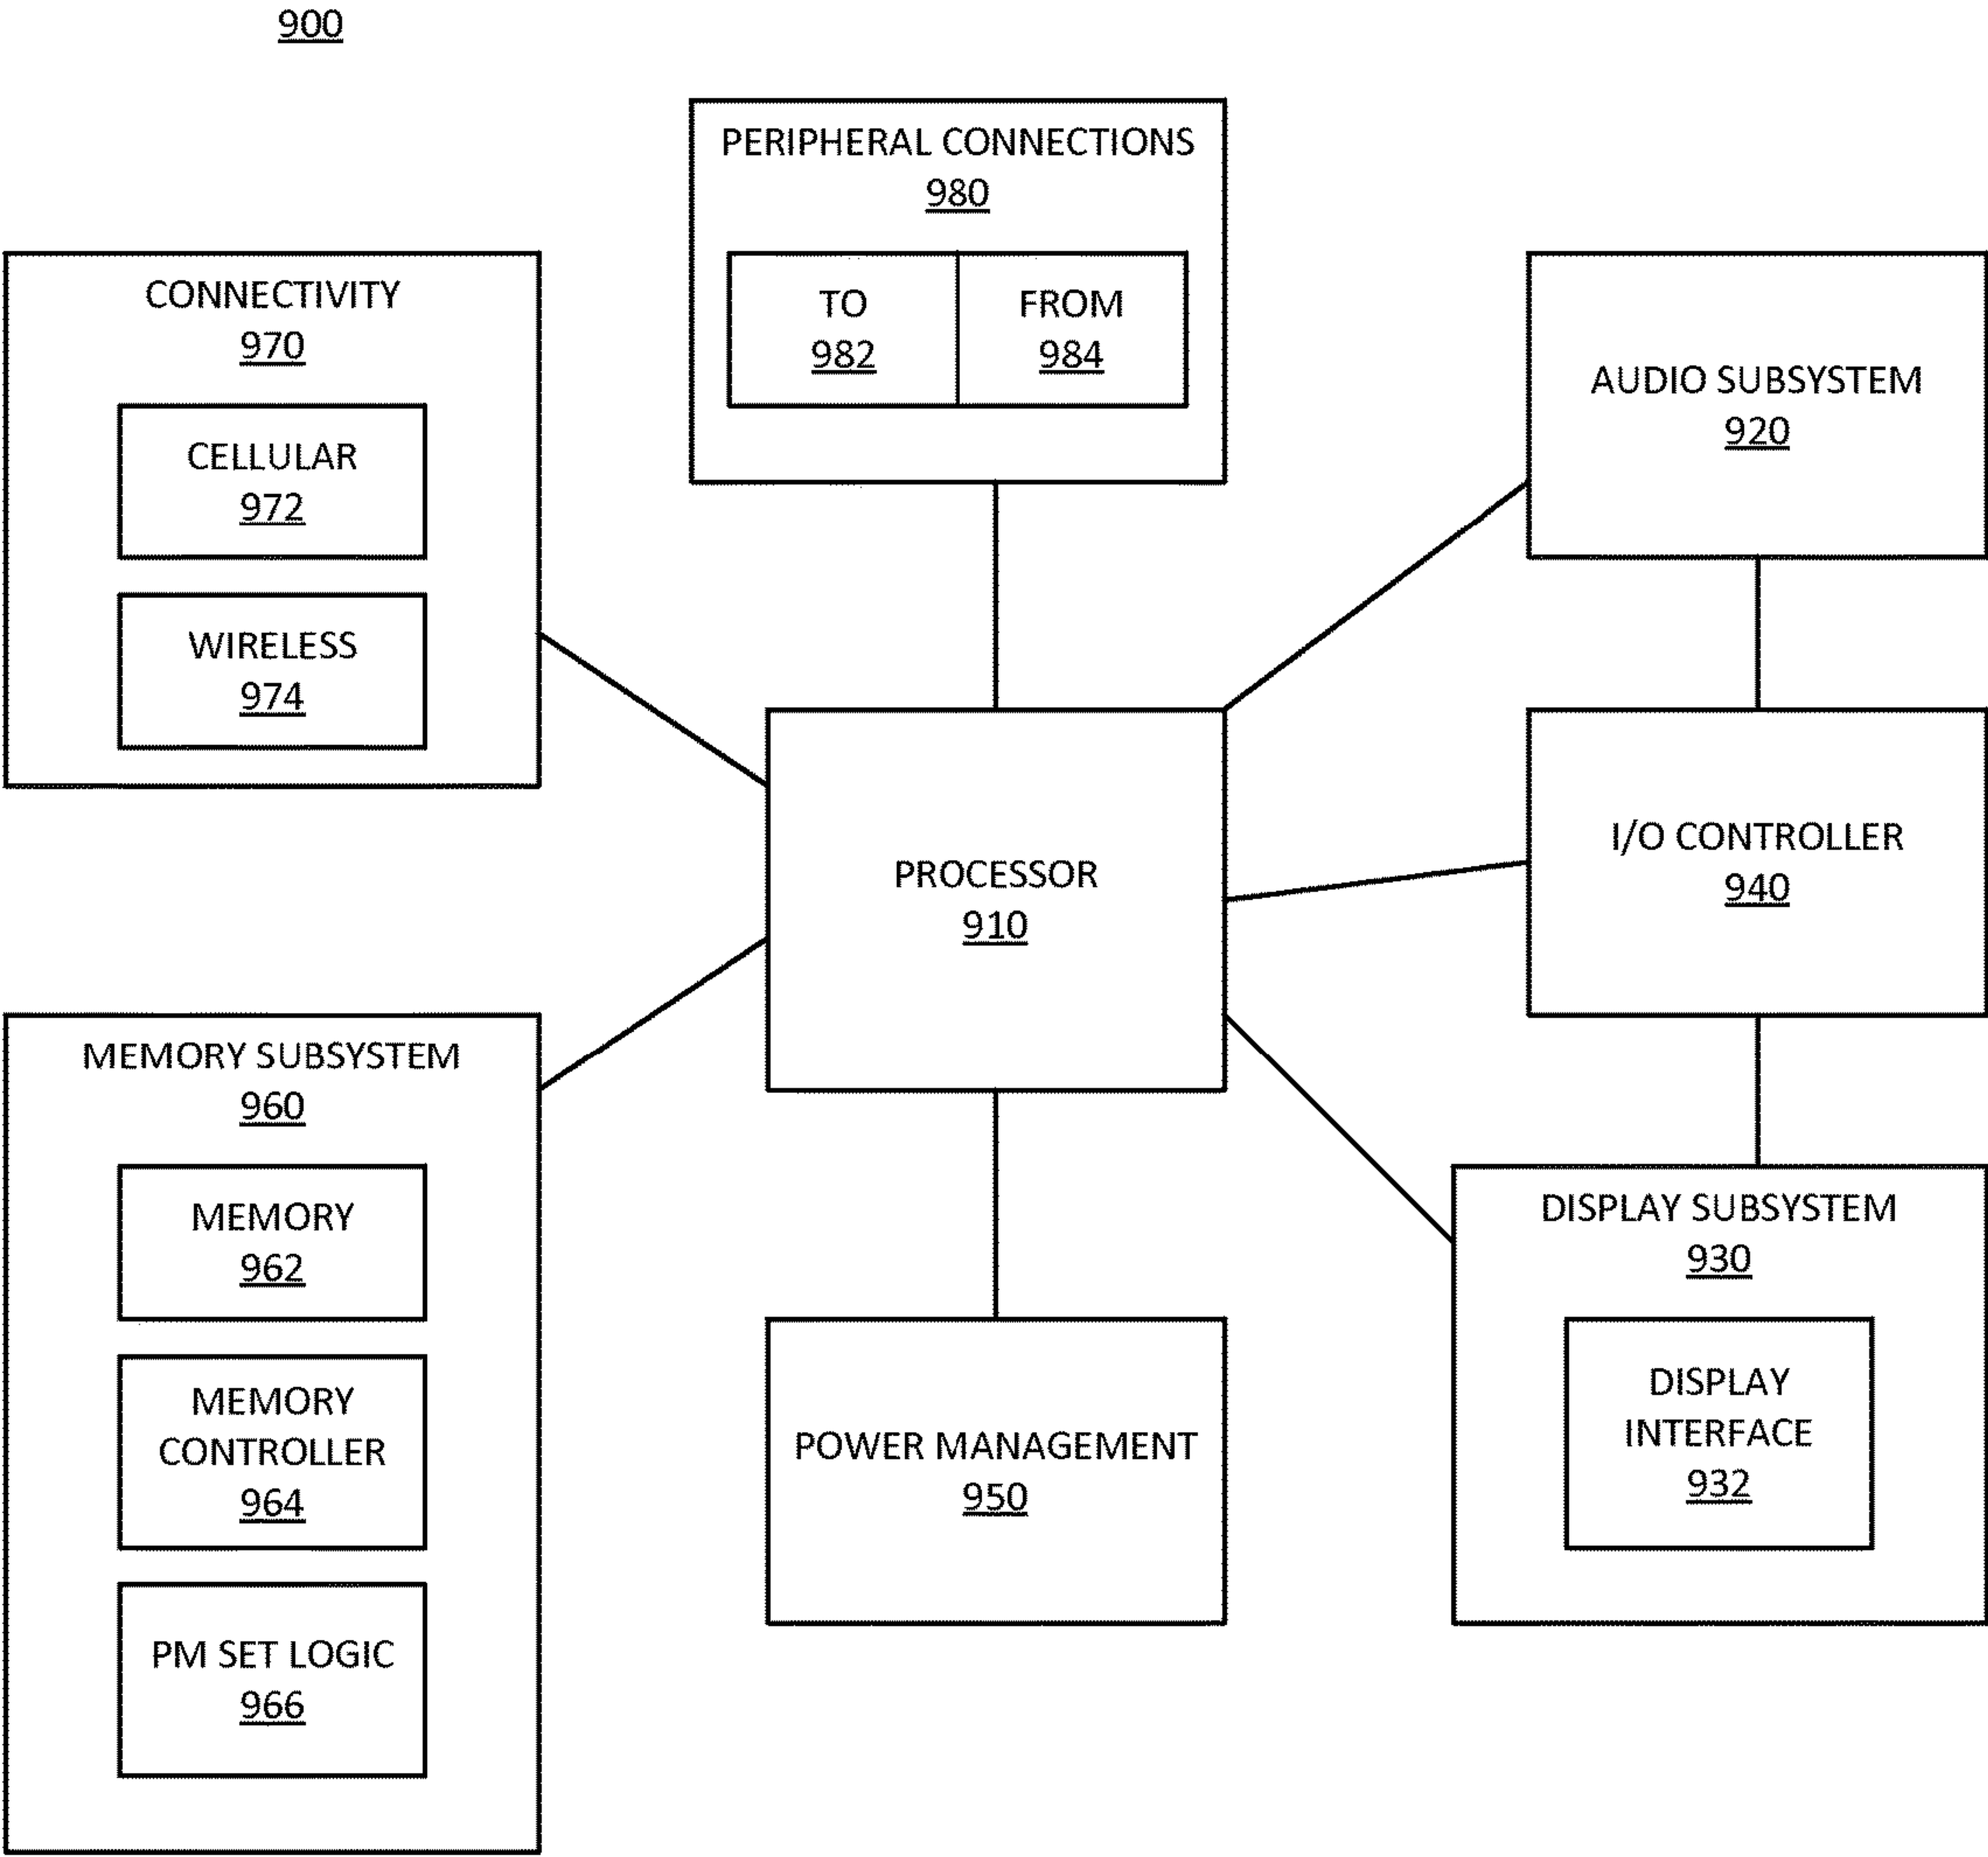 900
PERIPHERAL CONNECTIONS
980
TO
982
FROM
984
CONNECTIVITY
970
CELLULAR
972
WIRELESS
974
AUDIO SUBSYSTEM
920
PROCESSOR
910
I/O CONTROLLER
940
MEMORY SUBSYSTEM
960
MEMORY
962
MEMORY
CONTROLLER
964
PM SET LOGIC
966
POWER MANAGEMENT
950
DISPLAY SUBSYSTEM
930
DISPLAY
INTERFACE
932